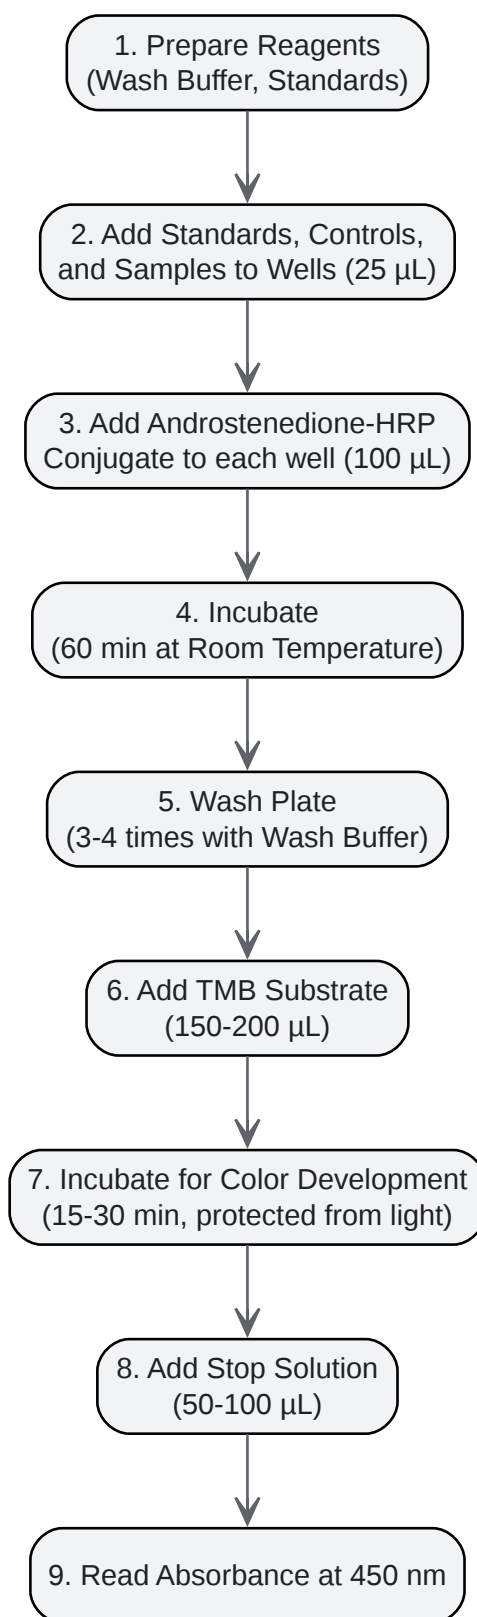 1. Prepare Reagents
(Wash Buffer, Standards)
2. Add Standards, Controls,
and Samples to Wells (25 µL)
3. Add Androstenedione-HRP
Conjugate to each well (100 µL)
4. Incubate
(60 min at Room Temperature)
5. Wash Plate
(3-4 times with Wash Buffer)
6. Add TMB Substrate
(150-200 µL)
7. Incubate for Color Development
(15-30 min, protected from light)
8. Add Stop Solution
(50-100 µL)
9. Read Absorbance at 450 nm